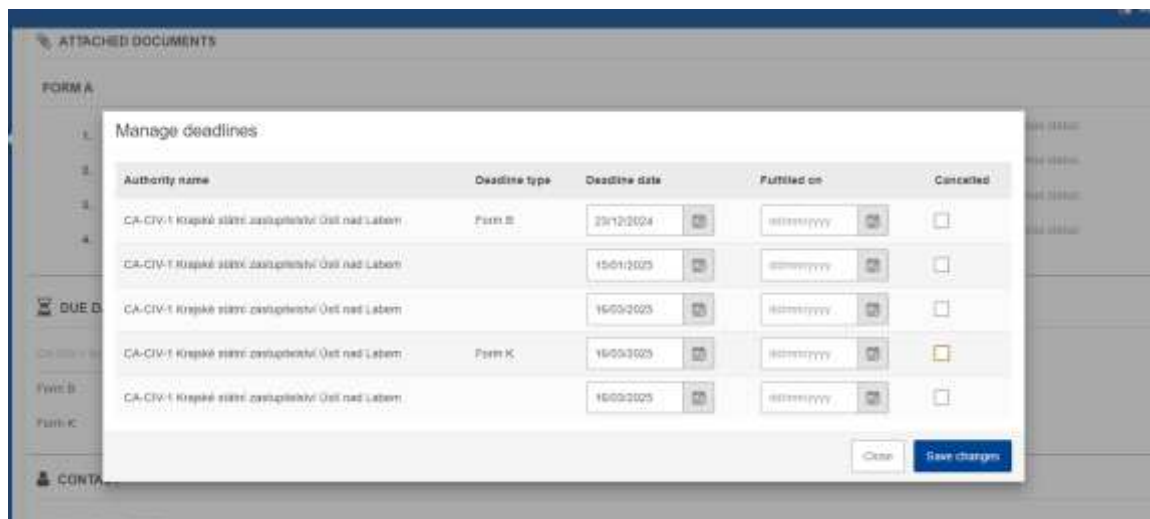 ATTACHED DOCUMENTS
FORM A
1.
2.
3.
4.
Manage deadlines
Authority name Deadline type Deadline date Fulfilled on Cancelled
CA-CIV-1 Krajské státní zastupitelství Ústí nad Labem Form B 23/12/2024 dd/mm/yyyy
CA-CIV-1 Krajské státní zastupitelství Ústí nad Labem 15/01/2025 dd/mm/yyyy
CA-CIV-1 Krajské státní zastupitelství Ústí nad Labem 16/03/2025 dd/mm/yyyy
CA-CIV-1 Krajské státní zastupitelství Ústí nad Labem Form K 16/03/2025 dd/mm/yyyy
CA-CIV-1 Krajské státní zastupitelství Ústí nad Labem 16/03/2025 dd/mm/yyyy
DUE D
Form B
Form K
Close Save changes
CONTA